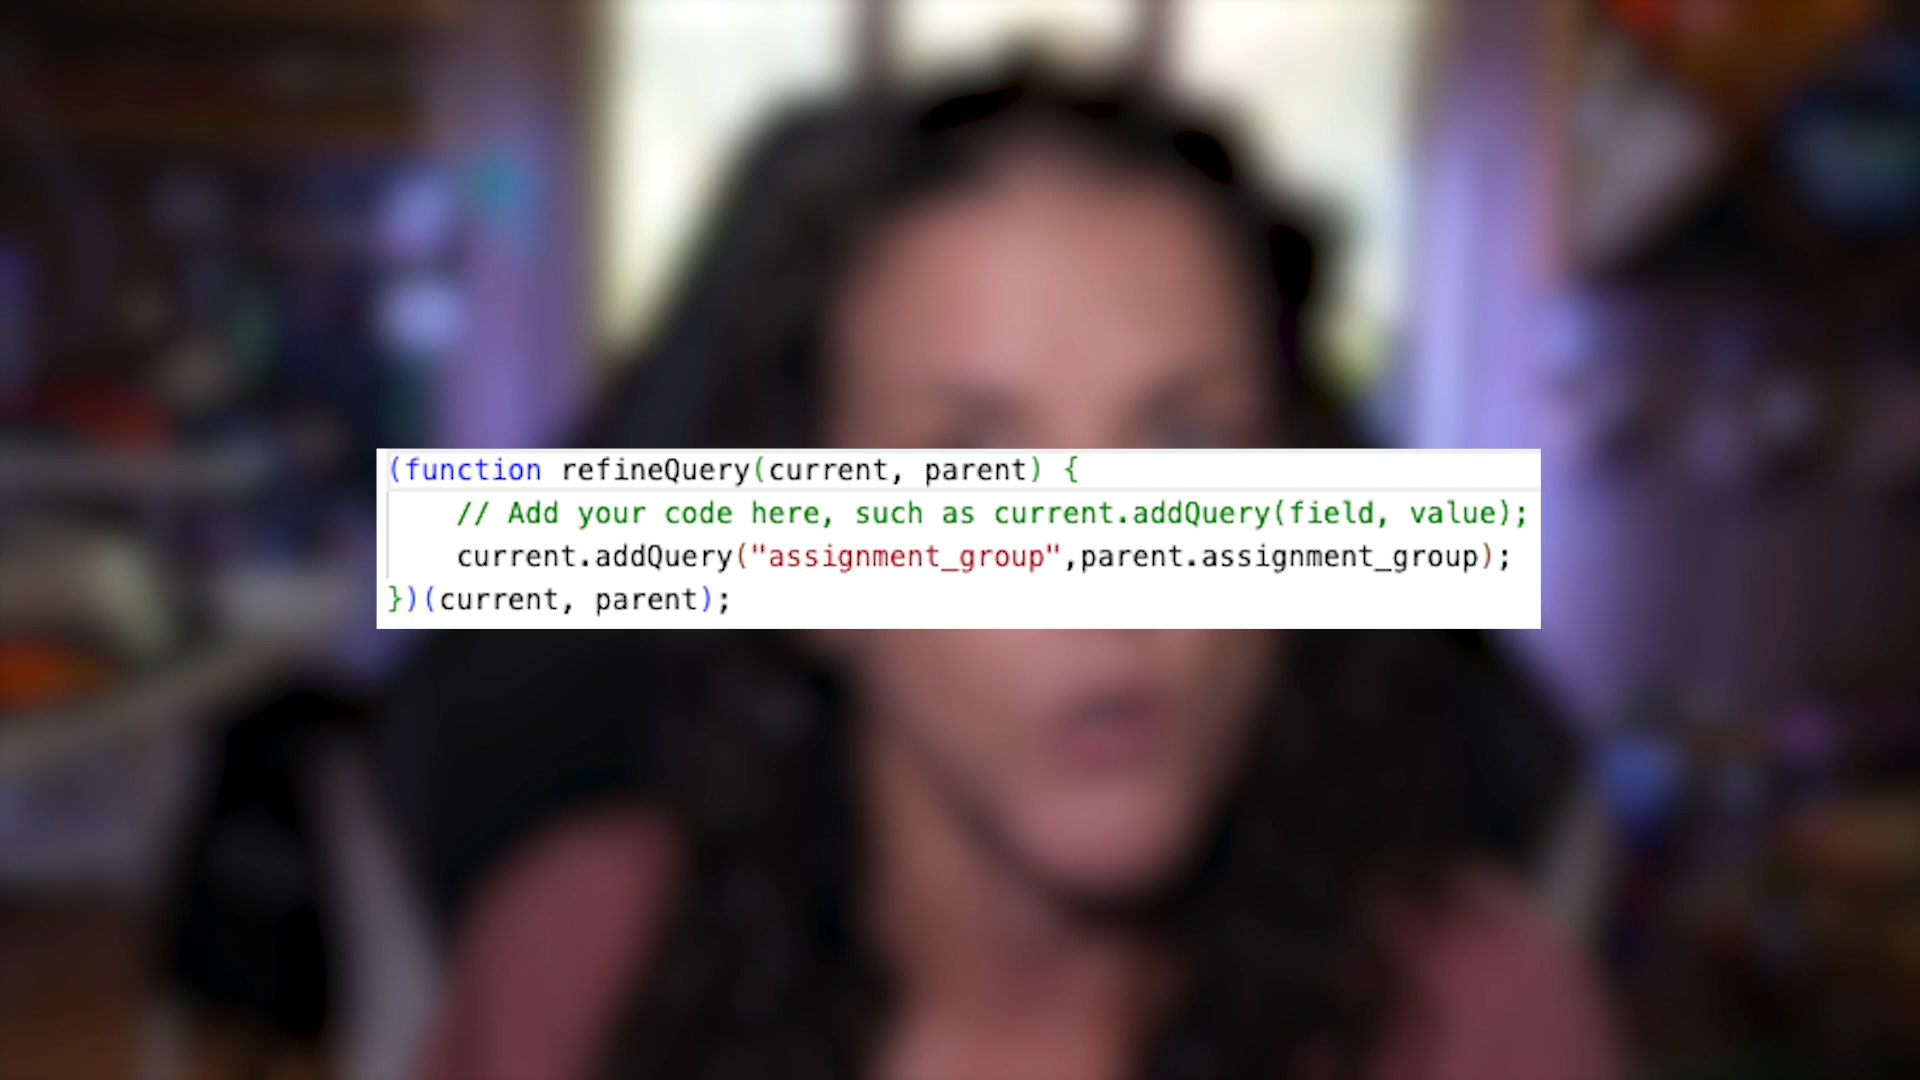 (function refineQuery(current, parent) {
// Add your code here, such as current.addQuery(field, value);
current.addQuery("assignment_group",parent.assignment_group);
})(current, parent);